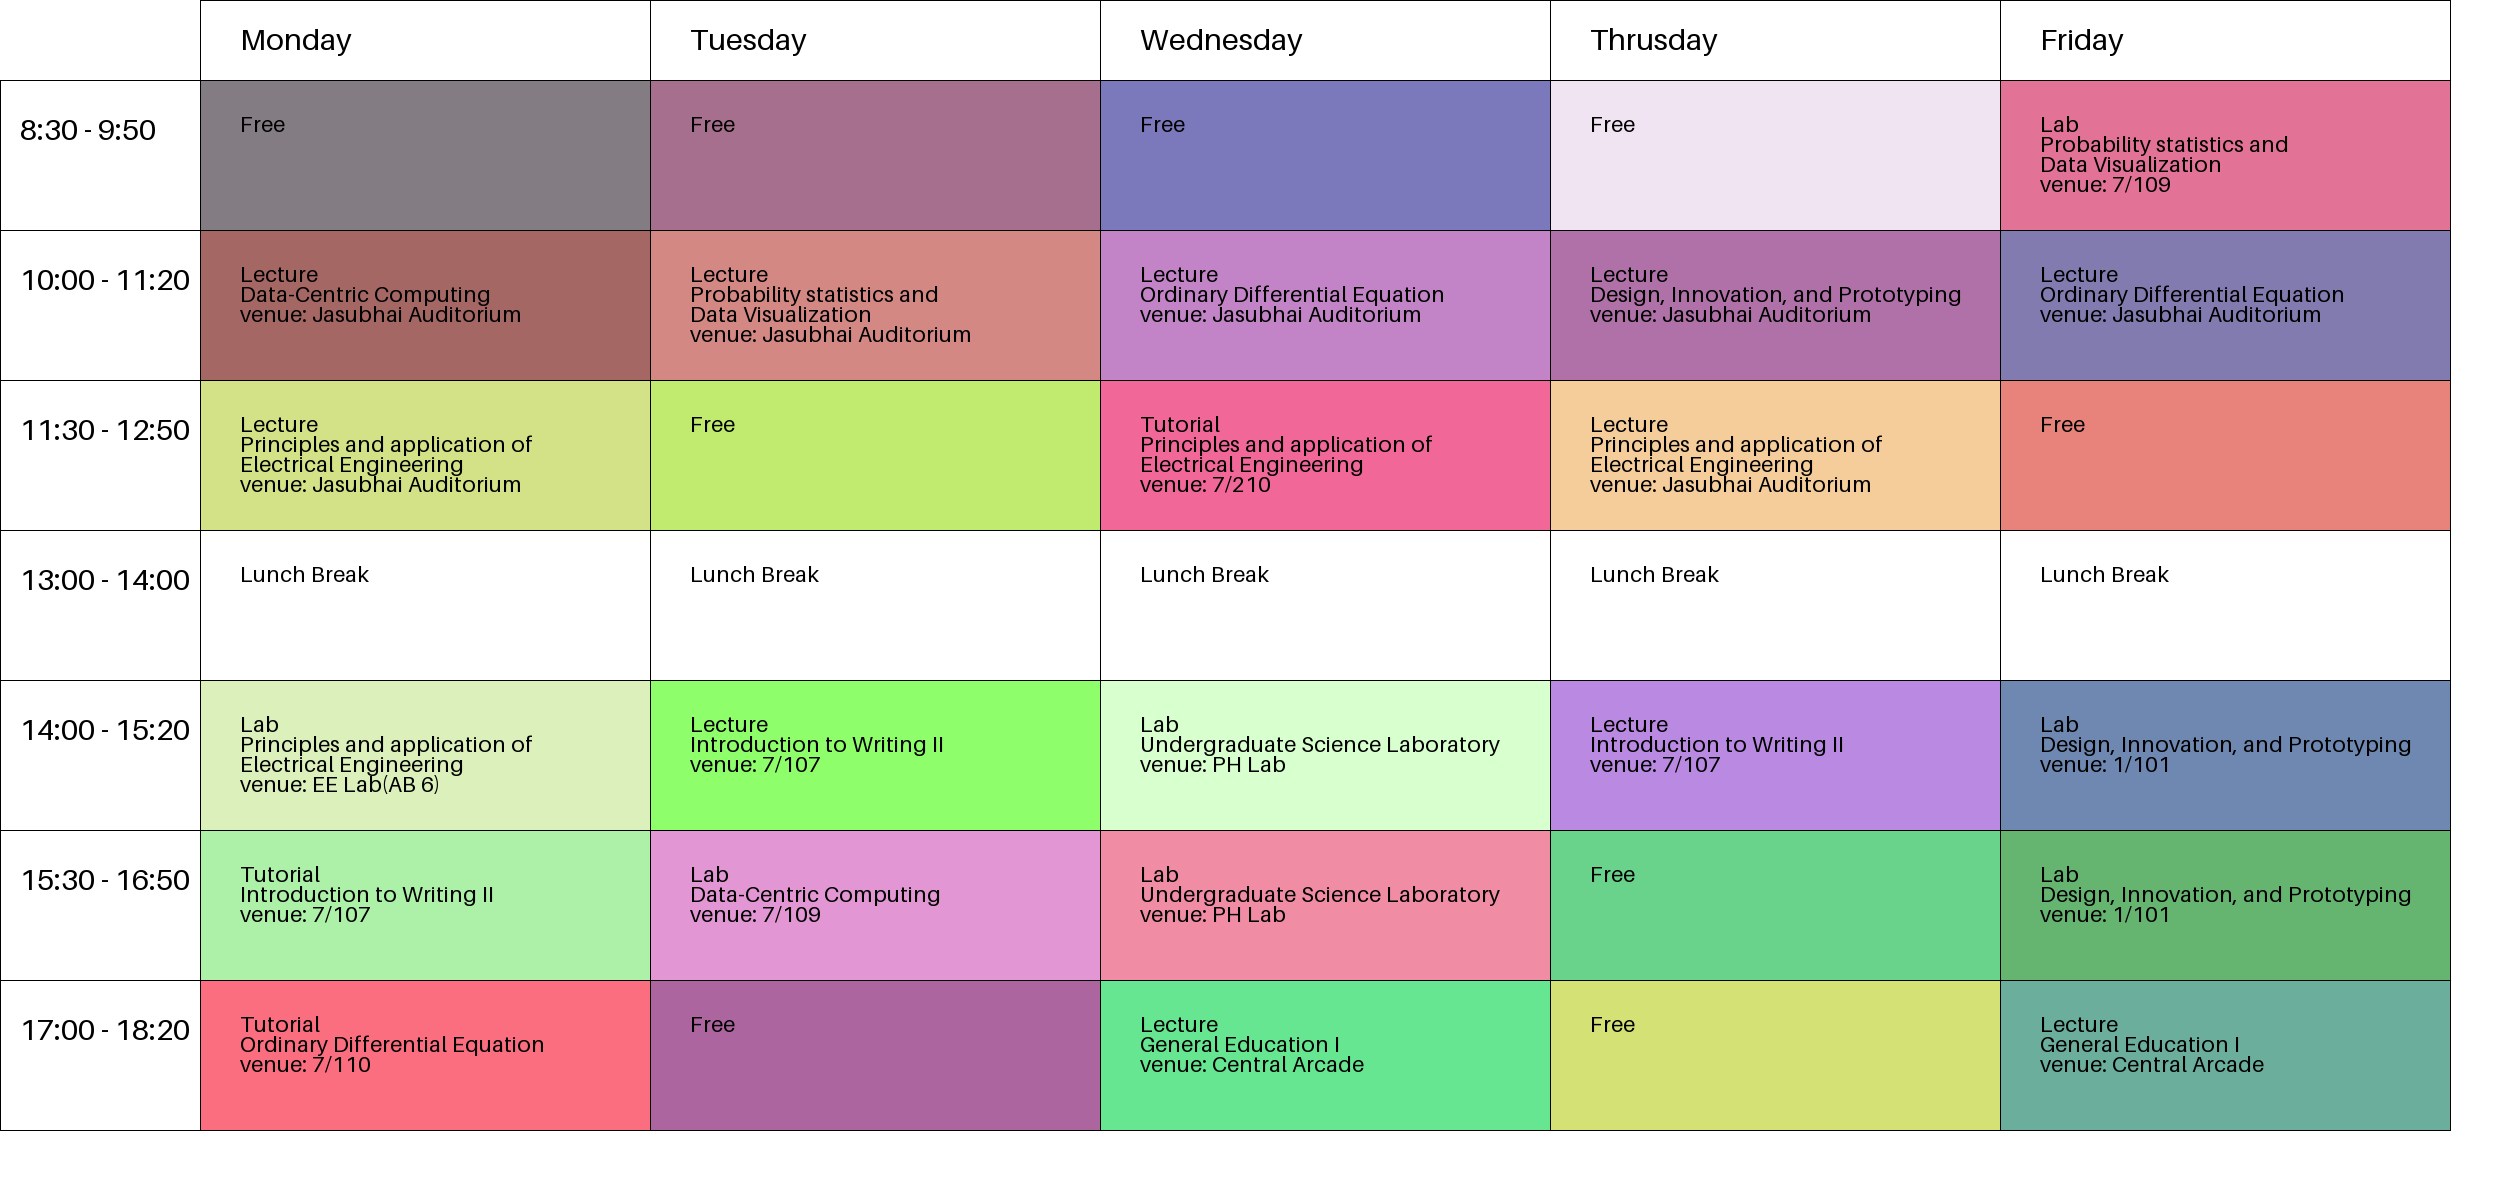 Monday
Tuesday
Wednesday
Thrusday
Friday
8:30 - 9:50
Free
Free
Free
Free
Lab
Probability statistics and
Data Visualization
venue: 7/109
10:00 - 11:20
Lecture
Data-Centric Computing
venue: Jasubhai Auditorium
Lecture
Probability statistics and
Data Visualization
venue: Jasubhai Auditorium
Lecture
Ordinary Differential Equation
venue: Jasubhai Auditorium
Lecture
Design, Innovation, and Prototyping
venue: Jasubhai Auditorium
Lecture
Ordinary Differential Equation
venue: Jasubhai Auditorium
11:30 - 12:50
Lecture
Principles and application of
Electrical Engineering
venue: Jasubhai Auditorium
Free
Tutorial
Principles and application of
Electrical Engineering
venue: 7/210
Lecture
Principles and application of
Electrical Engineering
venue: Jasubhai Auditorium
Free
13:00 - 14:00
Lunch Break
Lunch Break
Lunch Break
Lunch Break
Lunch Break
14:00 - 15:20
Lab
Principles and application of
Electrical Engineering
venue: EE Lab(AB 6)
Lecture
Introduction to Writing II
venue: 7/107
Lab
Undergraduate Science Laboratory
venue: PH Lab
Lecture
Introduction to Writing II
venue: 7/107
Lab
Design, Innovation, and Prototyping
venue: 1/101
15:30 - 16:50
Tutorial
Introduction to Writing II
venue: 7/107
Lab
Data-Centric Computing
venue: 7/109
Lab
Undergraduate Science Laboratory
venue: PH Lab
Free
Lab
Design, Innovation, and Prototyping
venue: 1/101
17:00 - 18:20
Tutorial
Ordinary Differential Equation
venue: 7/110
Free
Lecture
General Education I
venue: Central Arcade
Free
Lecture
General Education I
venue: Central Arcade